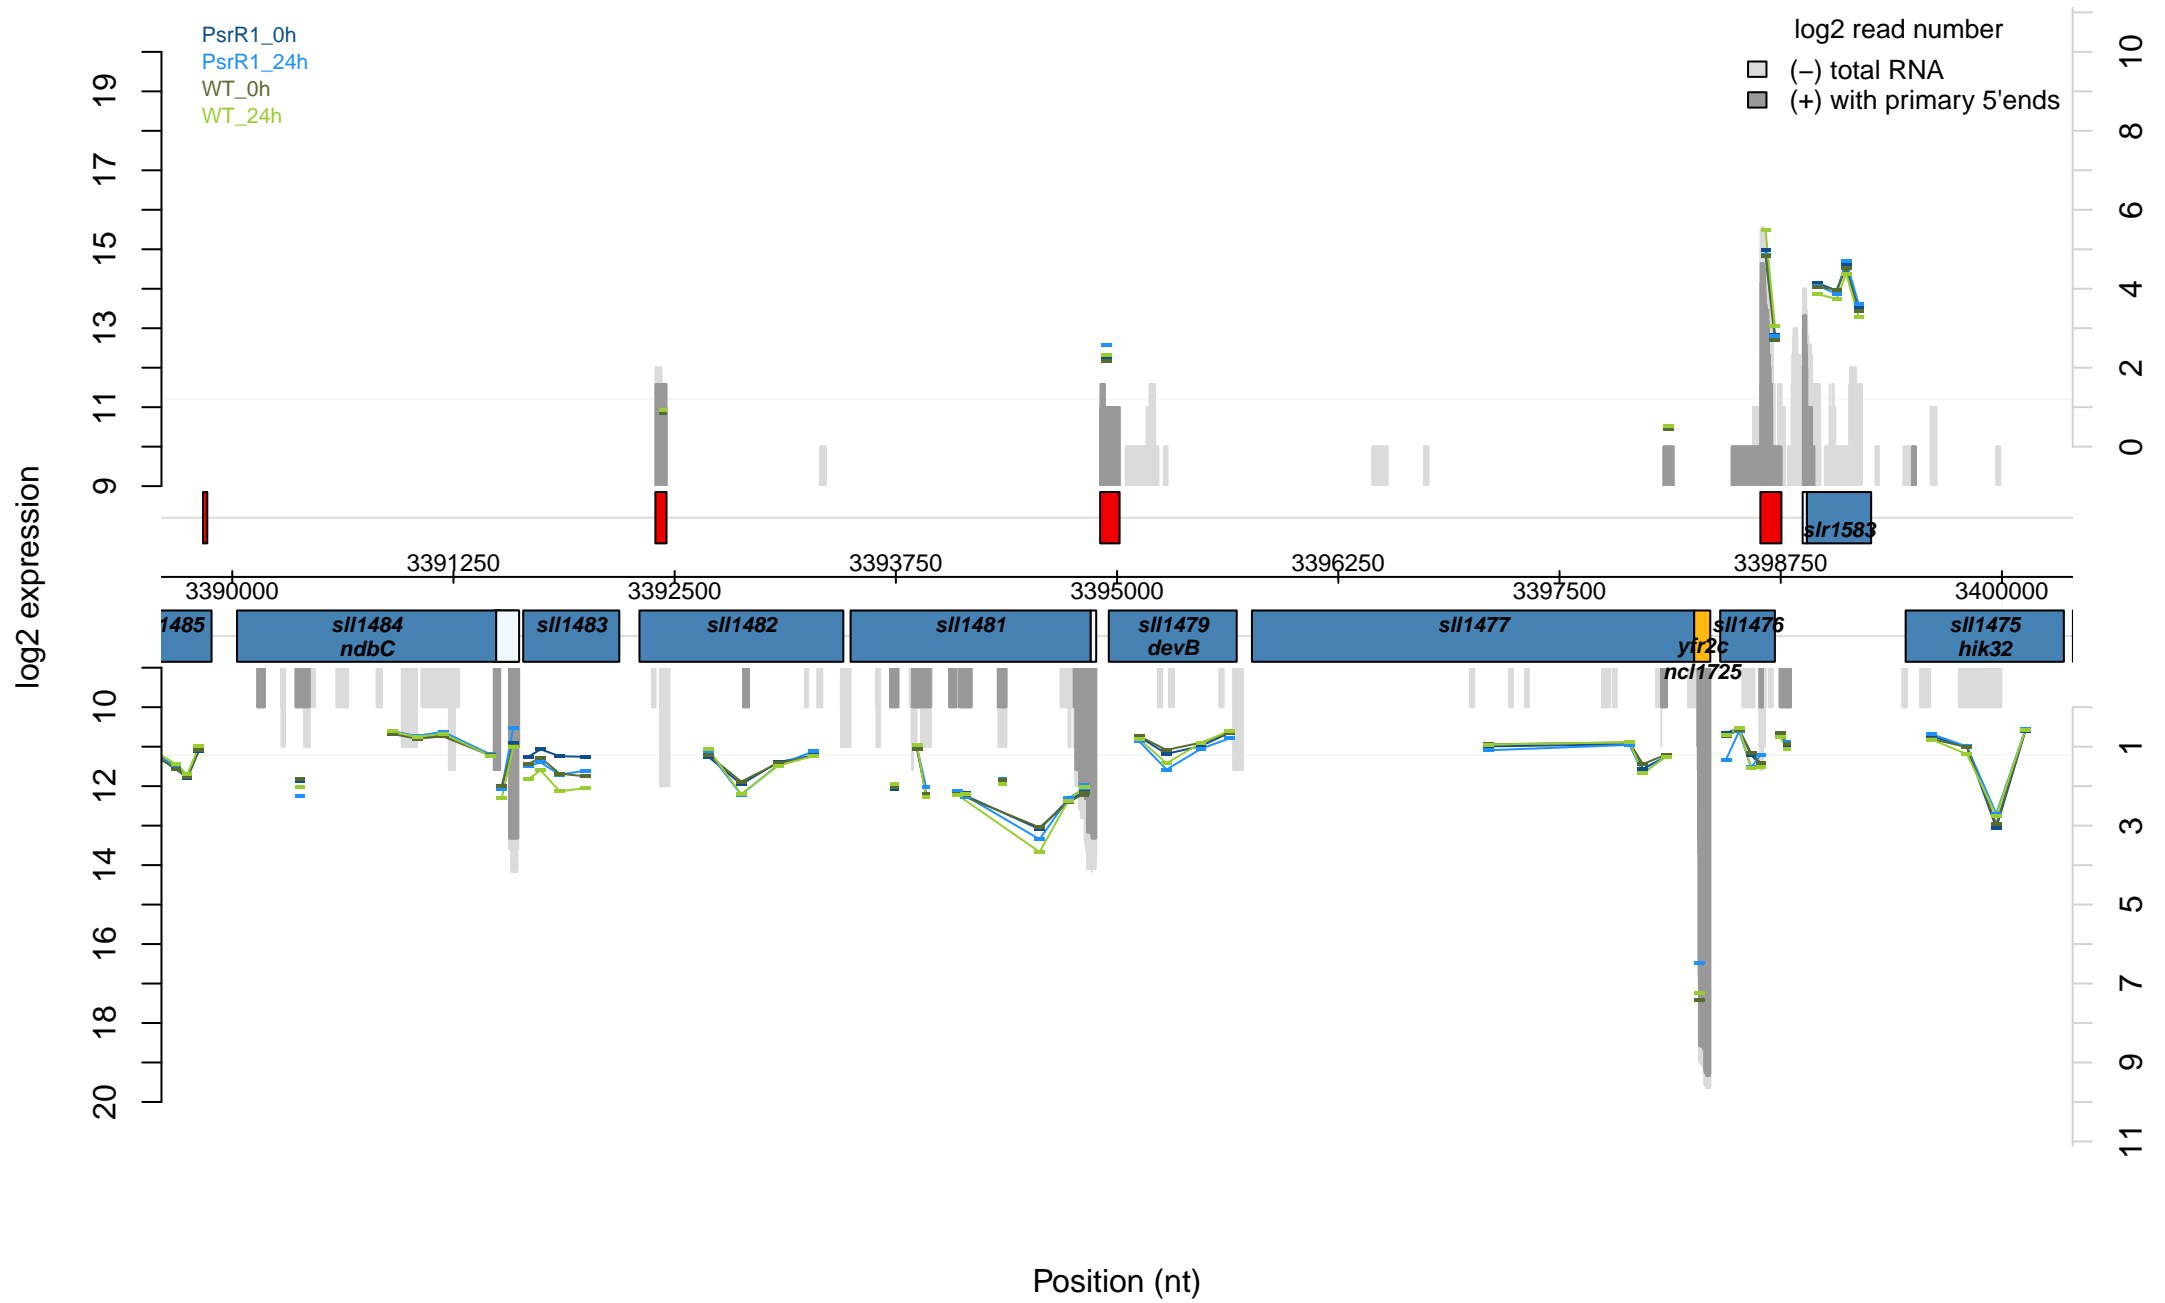 PsrR1_0h
PsrR1_24h
WT_0h
WT_24h
log2 read number
(−) total RNA
(+) with primary 5'ends
19
17
15
13
11
9
10
8
6
4
2
0
log2 expression
slr1583
3391250
3393750
3396250
3398750
3390000
3392500
3395000
3397500
3400000
1485
sll1484
ndbC
sll1483
sll1482
sll1481
sll1479
devB
sll1477
yfr2c
ncl1725
sll1476
sll1475
hik32
10
12
14
16
18
20
1
3
5
7
9
11
Position (nt)